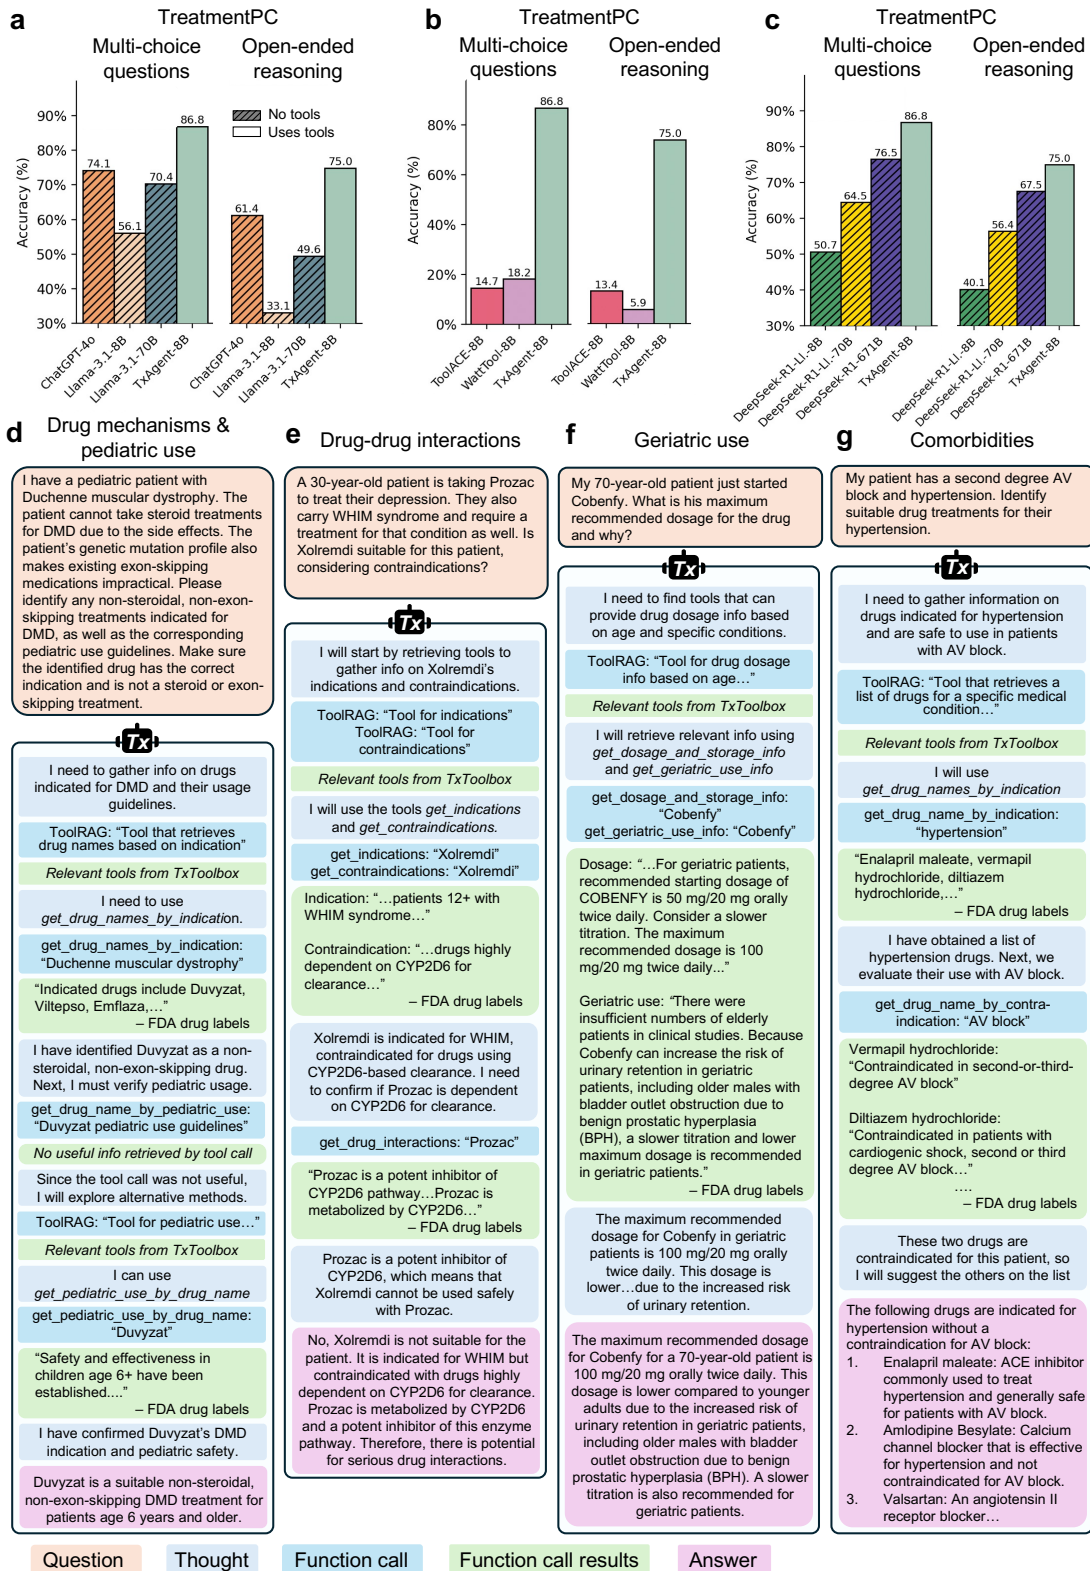 a
TreatmentPC
Multi-choice
questions
Open-ended
reasoning
Accuracy (%)
90%
80%
70%
60%
50%
40%
30%
No tools
Uses tools
74.1
56.1
70.4
86.8
61.4
33.1
49.6
75.0
ChatGPT-4o
Llama-3.1-8B
Llama-3.1-70B
TxAgent-8B
ChatGPT-4o
Llama-3.1-8B
Llama-3.1-70B
TxAgent-8B
b
TreatmentPC
Multi-choice
questions
Open-ended
reasoning
Accuracy (%)
80%
60%
40%
20%
0%
14.7
18.2
86.8
13.4
5.9
75.0
ToolACE-8B
WattTool-8B
TxAgent-8B
ToolACE-8B
WattTool-8B
TxAgent-8B
c
TreatmentPC
Multi-choice
questions
Open-ended
reasoning
Accuracy (%)
90%
80%
70%
60%
50%
40%
30%
50.7
64.5
76.5
86.8
40.1
56.4
67.5
75.0
DeepSeek-R1-Ll.-8B
DeepSeek-R1-Ll.-70B
DeepSeek-R1-671B
TxAgent-8B
DeepSeek-R1-Ll.-8B
DeepSeek-R1-Ll.-70B
DeepSeek-R1-671B
TxAgent-8B
d
Drug mechanisms &
pediatric use
I have a pediatric patient with
Duchenne muscular dystrophy. The
patient cannot take steroid treatments
for DMD due to the side effects. The
patient's genetic mutation profile also
makes existing exon-skipping
medications impractical. Please
identify any non-steroidal, non-exon-
skipping treatments indicated for
DMD, as well as the corresponding
pediatric use guidelines. Make sure
the identified drug has the correct
indication and is not a steroid or exon-
skipping treatment.
Tx
I need to gather info on drugs
indicated for DMD and their usage
guidelines.
ToolRAG: “Tool that retrieves
drug names based on indication”
Relevant tools from TxToolbox
I need to use
get_drug_names_by_indication.
get_drug_names_by_indication:
“Duchenne muscular dystrophy”
“Indicated drugs include Duvyzat,
Viltepso, Emflaza,…”
– FDA drug labels
I have identified Duvyzat as a non-
steroidal, non-exon-skipping drug.
Next, I must verify pediatric usage.
get_drug_name_by_pediatric_use:
“Duvyzat pediatric use guidelines”
No useful info retrieved by tool call
Since the tool call was not useful,
I will explore alternative methods.
ToolRAG: “Tool for pediatric use…”
Relevant tools from TxToolbox
I can use
get_pediatric_use_by_drug_name
get_pediatric_use_by_drug_name:
“Duvyzat”
“Safety and effectiveness in
children age 6+ have been
established....”
– FDA drug labels
I have confirmed Duvyzat's DMD
indication and pediatric safety.
Duvyzat is a suitable non-steroidal,
non-exon-skipping DMD treatment for
patients age 6 years and older.
e
Drug-drug interactions
A 30-year-old patient is taking Prozac
to treat their depression. They also
carry WHIM syndrome and require a
treatment for that condition as well. Is
Xolremdi suitable for this patient,
considering contraindications?
Tx
I will start by retrieving tools to
gather info on Xolremdi's
indications and contraindications.
ToolRAG: “Tool for indications”
ToolRAG: “Tool for
contraindications”
Relevant tools from TxToolbox
I will use the tools get_indications
and get_contraindications.
get_indications: “Xolremdi”
get_contraindications: “Xolremdi”
Indication: “…patients 12+ with
WHIM syndrome…”
Contraindication: “…drugs highly
dependent on CYP2D6 for
clearance…”
– FDA drug labels
Xolremdi is indicated for WHIM,
contraindicated for drugs using
CYP2D6-based clearance. I need
to confirm if Prozac is dependent
on CYP2D6 for clearance.
get_drug_interactions: “Prozac”
“Prozac is a potent inhibitor of
CYP2D6 pathway…Prozac is
metabolized by CYP2D6…”
– FDA drug labels
Prozac is a potent inhibitor of
CYP2D6, which means that
Xolremdi cannot be used safely
with Prozac.
No, Xolremdi is not suitable for the
patient. It is indicated for WHIM but
contraindicated with drugs highly
dependent on CYP2D6 for clearance.
Prozac is metabolized by CYP2D6
and a potent inhibitor of this enzyme
pathway. Therefore, there is potential
for serious drug interactions.
f
Geriatric use
My 70-year-old patient just started
Cobenfy. What is his maximum
recommended dosage for the drug
and why?
Tx
I need to find tools that can
provide drug dosage info based
on age and specific conditions.
ToolRAG: “Tool for drug dosage
info based on age…”
Relevant tools from TxToolbox
I will retrieve relevant info using
get_dosage_and_storage_info
and get_geriatric_use_info
get_dosage_and_storage_info:
“Cobenfy”
get_geriatric_use_info: “Cobenfy”
Dosage: “…For geriatric patients,
recommended starting dosage of
COBENFY is 50 mg/20 mg orally
twice daily. Consider a slower
titration. The maximum
recommended dosage is 100
mg/20 mg twice daily...”
Geriatric use: “There were
insufficient numbers of elderly
patients in clinical studies. Because
Cobenfy can increase the risk of
urinary retention in geriatric
patients, including older males with
bladder outlet obstruction due to
benign prostatic hyperplasia
(BPH), a slower titration and lower
maximum dosage is recommended
in geriatric patients.”
– FDA drug labels
The maximum recommended
dosage for Cobenfy in geriatric
patients is 100 mg/20 mg orally
twice daily. This dosage is
lower…due to the increased risk
of urinary retention.
The maximum recommended dosage
for Cobenfy for a 70-year-old patient is
100 mg/20 mg orally twice daily. This
dosage is lower compared to younger
adults due to the increased risk of
urinary retention in geriatric patients,
including older males with bladder
outlet obstruction due to benign
prostatic hyperplasia (BPH). A slower
titration is also recommended for
geriatric patients.
g
Comorbidities
My patient has a second degree AV
block and hypertension. Identify
suitable drug treatments for their
hypertension.
Tx
I need to gather information on
drugs indicated for hypertension
and are safe to use in patients
with AV block.
ToolRAG: “Tool that retrieves a
list of drugs for a specific medical
condition…”
Relevant tools from TxToolbox
I will use
get_drug_names_by_indication
get_drug_name_by_indication:
“hypertension”
“Enalapril maleate, vermapil
hydrochloride, diltiazem
hydrochloride,…”
– FDA drug labels
I have obtained a list of
hypertension drugs. Next, we
evaluate their use with AV block.
get_drug_name_by_contra-
indication: “AV block”
Vermapil hydrochloride:
“Contraindicated in second-or-third-
degree AV block”
Diltiazem hydrochloride:
“Contraindicated in patients with
cardiogenic shock, second or third
degree AV block…”
....
– FDA drug labels
These two drugs are
contraindicated for this patient, so
I will suggest the others on the list
The following drugs are indicated for
hypertension without a
contraindication for AV block:
1. Enalapril maleate: ACE inhibitor
commonly used to treat
hypertension and generally safe
for patients with AV block.
2. Amlodipine Besylate: Calcium
channel blocker that is effective
for hypertension and not
contraindicated for AV block.
3. Valsartan: An angiotensin II
receptor blocker…
Question
Thought
Function call
Function call results
Answer